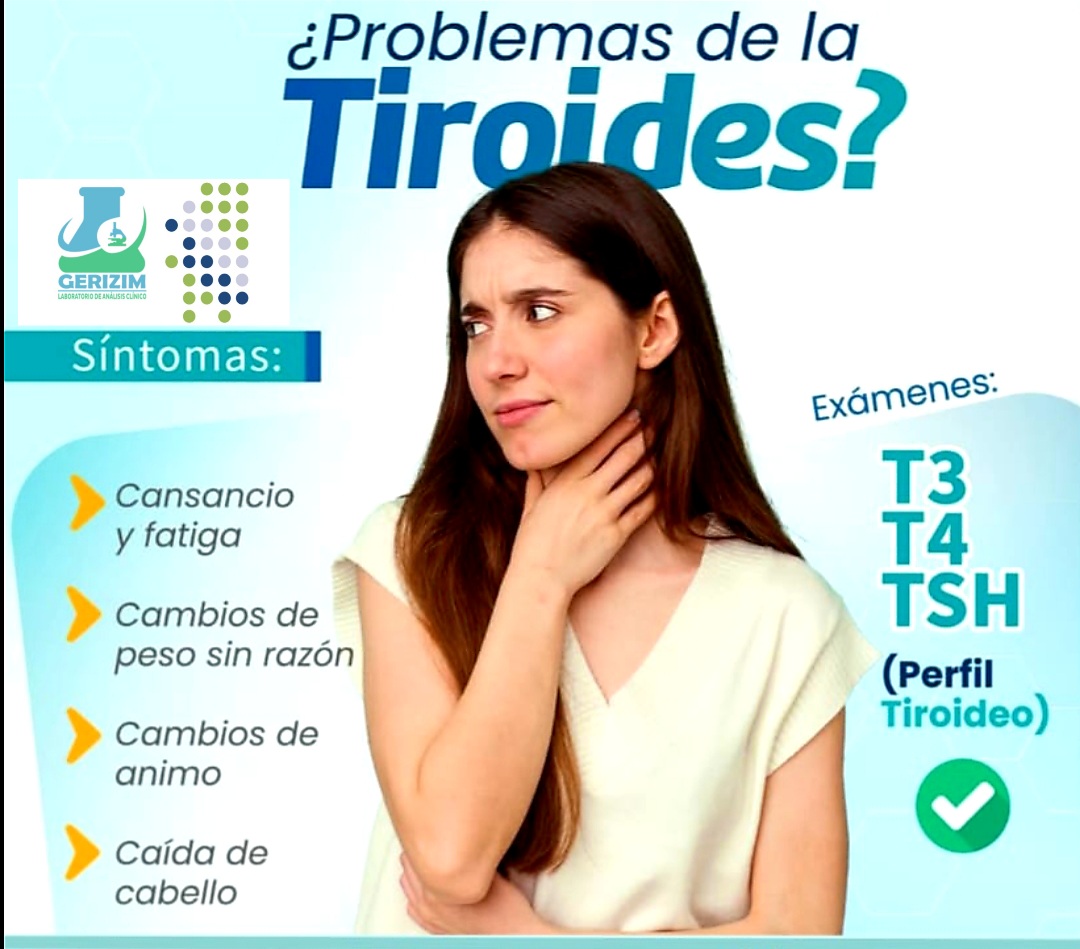 ¿Problemas de la
Tiroides?
GERIZIM
LABORATORIO DE ANÁLISIS CLÍNICO
Síntomas:
Cansancio
y fatiga
Cambios de
peso sin razón
Cambios de
animo
Caída de
cabello
Exámenes:
T3
T4
TSH
(Perfil
Tiroideo)